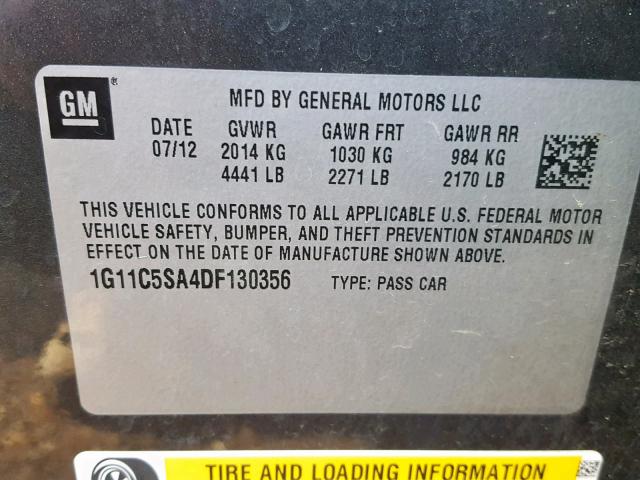 GM®
MFD BY GENERAL MOTORS LLC
DATE GVWR GAWR FRT GAWR RR
07/12 2014 KG 1030 KG 984 KG
4441 LB 2271 LB 2170 LB
THIS VEHICLE CONFORMS TO ALL APPLICABLE U.S. FEDERAL MOTOR
VEHICLE SAFETY, BUMPER, AND THEFT PREVENTION STANDARDS IN
EFFECT ON THE DATE OF MANUFACTURE SHOWN ABOVE.
1G11C5SA4DF130356 TYPE: PASS CAR
TIRE AND LOADING INFORMATION